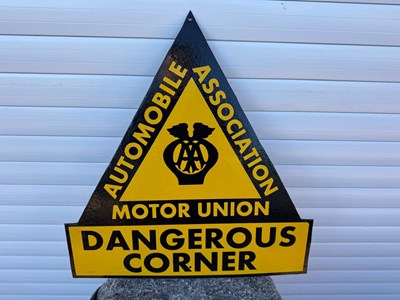 AUTOMOBILE
ASSOCIATION
AA
MOTOR UNION
DANGEROUS
CORNER